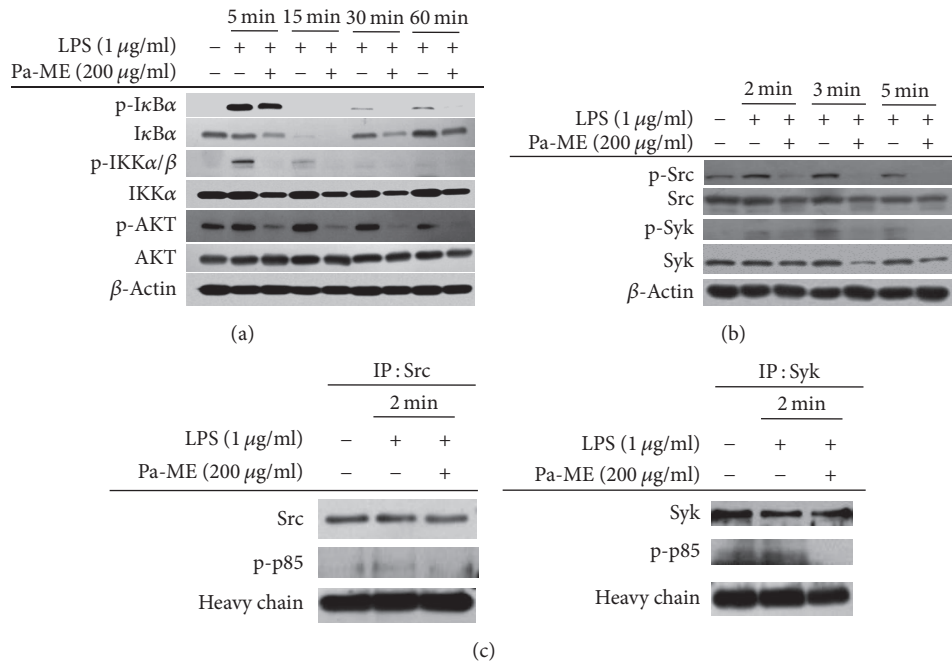 5 min 15 min 30 min 60 min
LPS (1 μg/ml) − + + + + + + + +
Pa-ME (200 μg/ml) − − + − + − + − +
p-IκBα
IκBα
p-IKKα/β
IKKα
p-AKT
AKT
β-Actin
(a)
2 min 3 min 5 min
LPS (1 μg/ml) − + + + + + +
Pa-ME (200 μg/ml) − − + − + − +
p-Src
Src
p-Syk
Syk
β-Actin
(b)
IP : Src
2 min
LPS (1 μg/ml) − + +
Pa-ME (200 μg/ml) − − +
Src
p-p85
Heavy chain
IP : Syk
2 min
LPS (1 μg/ml) − + +
Pa-ME (200 μg/ml) − − +
Syk
p-p85
Heavy chain
(c)